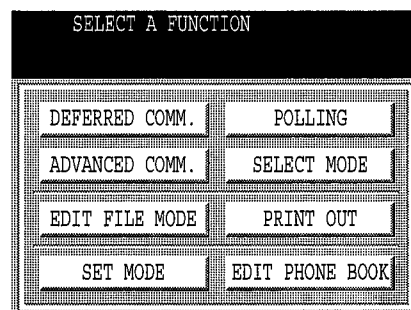 SELECT A FUNCTION
DEFERRED COMM. POLLING
ADVANCED COMM. SELECT MODE
EDIT FILE MODE PRINT OUT
SET MODE EDIT PHONE BOOK